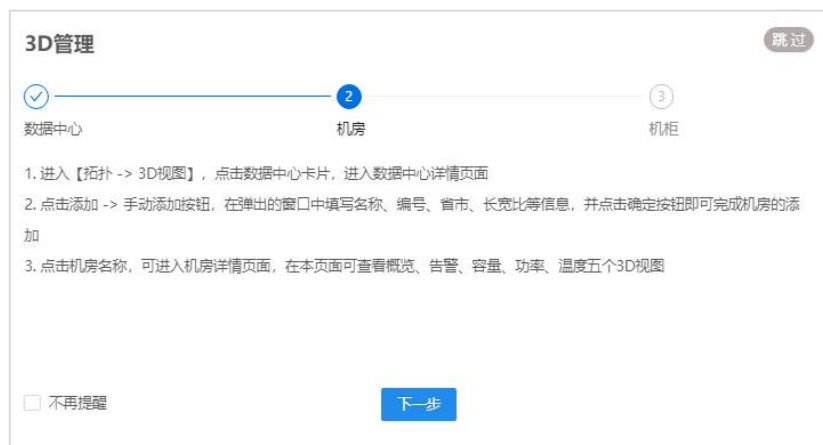 3D管理
跳过
2
3
数据中心
机房
机柜
1. 进入【拓扑 -> 3D视图】，点击数据中心卡片，进入数据中心详情页面
2. 点击添加 -> 手动添加按钮，在弹出的窗口中填写名称、编号、省市、长宽比等信息，并点击确定按钮即可完成机房的添
加
3. 点击机房名称，可进入机房详情页面，在本页面可查看概览、告警、容量、功率、温度五个3D视图
不再提醒
下一步